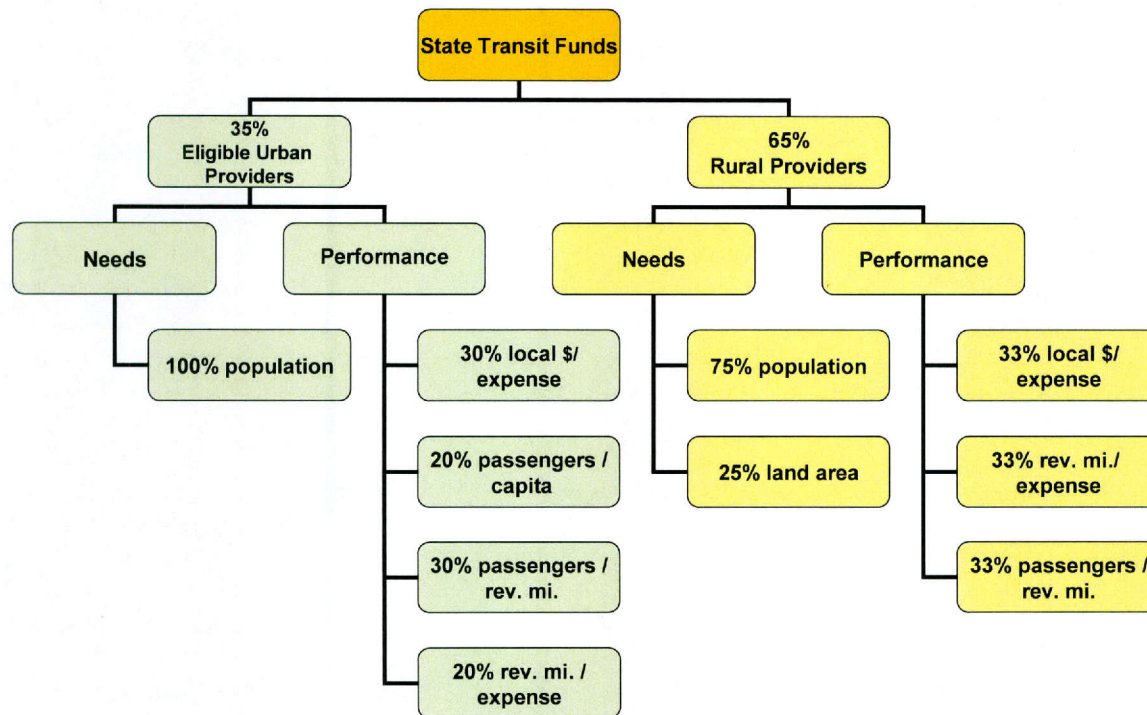 State Transit Funds
35%
Eligible Urban
Providers
65%
Rural Providers
Needs
Performance
Needs
Performance
100% population
30% local $/
expense
20% passengers /
capita
30% passengers /
rev. mi.
20% rev. mi. /
expense
75% population
25% land area
33% local $/
expense
33% rev. mi./
expense
33% passengers /
rev. mi.